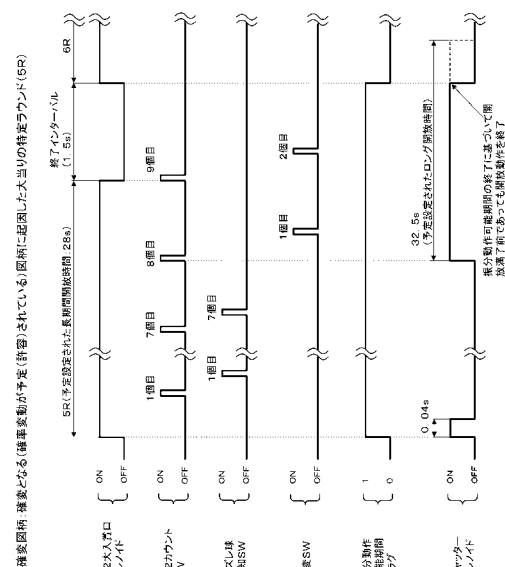 確変図柄:確変となる(確率変動が予定(許容)されている)図柄に起因した大当りの特定ラウンド(5R)
5R(予定設定された長期間開放時間,28s)
終了インターバル
(1.5s)
6R
2大入賞口
レノイド
ON
OFF
2カウント
W
ON
OFF
1個目
7個目
8個目
9個目
ズレ球
知SW
ON
OFF
1個目
7個目
変SW
ON
OFF
1個目
2個目
分動作
能期間
ラグ
1
0
ャッター
レノイド
ON
OFF
0.04s
32.5s
(予定設定されたロング開放時間)
振分動作可能期間の終了に基づいて開
放満了前であっても開放動作を終了